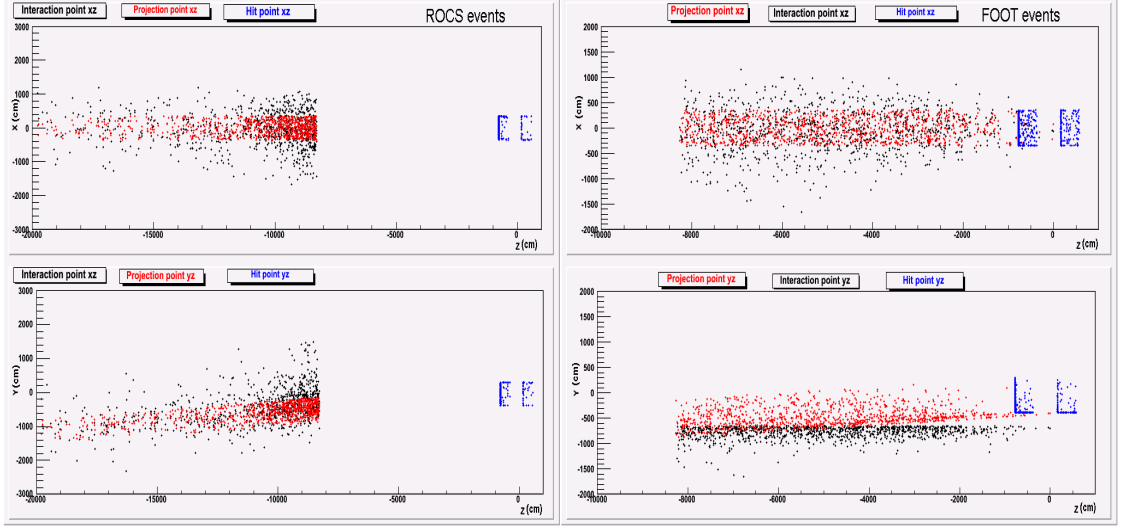 Interaction point xz Projection point xz Hit point xz ROCS events
3000
2000
1000
0
-1000
-2000
-3000
X (cm)
-20000 -15000 -10000 -5000 0
z (cm)
Projection point xz Interaction point xz Hit point xz FOOT events
2000
1500
1000
500
0
-500
-1000
-1500
-2000
X (cm)
-10000 -8000 -6000 -4000 -2000 0
z (cm)
Interaction point xz Projection point yz Hit point yz
3000
2000
1000
0
-1000
-2000
-3000
Y (cm)
-20000 -15000 -10000 -5000 0
z (cm)
Projection point yz Interaction point yz Hit point yz
2000
1500
1000
500
0
-500
-1000
-1500
-2000
Y (cm)
-8000 -6000 -4000 -2000 0
z (cm)